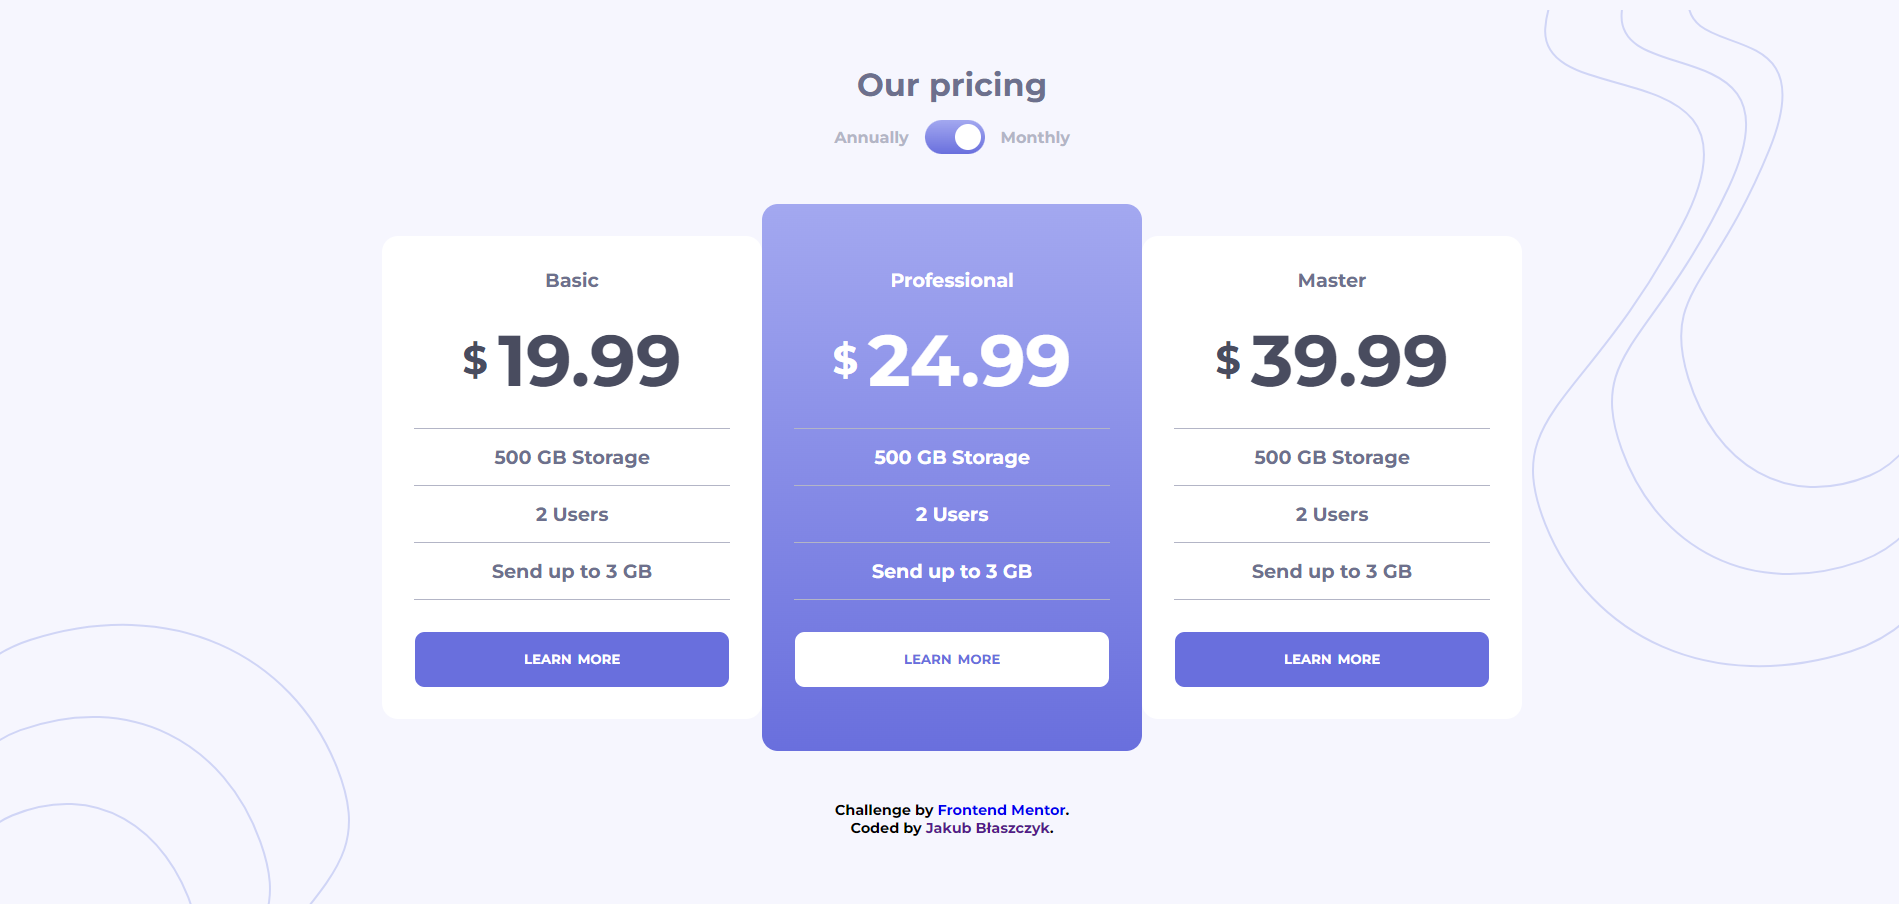 Our pricing
Annually Monthly
Basic
$ 19.99
500 GB Storage
2 Users
Send up to 3 GB
LEARN MORE
Professional
$ 24.99
500 GB Storage
2 Users
Send up to 3 GB
LEARN MORE
Master
$ 39.99
500 GB Storage
2 Users
Send up to 3 GB
LEARN MORE
Challenge by Frontend Mentor.
Coded by Jakub Błaszczyk.